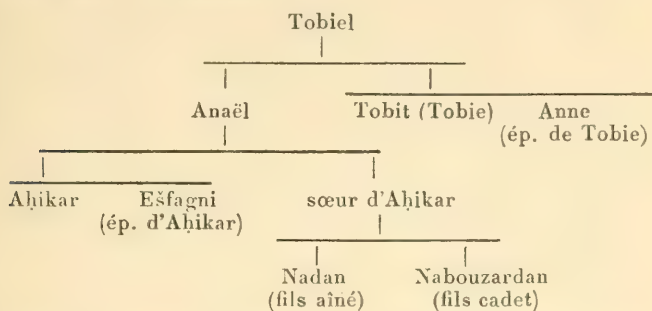 Tobiel
Anaël Tobit (Tobie) Anne
(ép. de Tobie)
Aḥikar Ešfagni sœur d'Aḥikar
(ép. d'Aḥikar)
Nadan Nabouzardan
(fils aîné) (fils cadet)